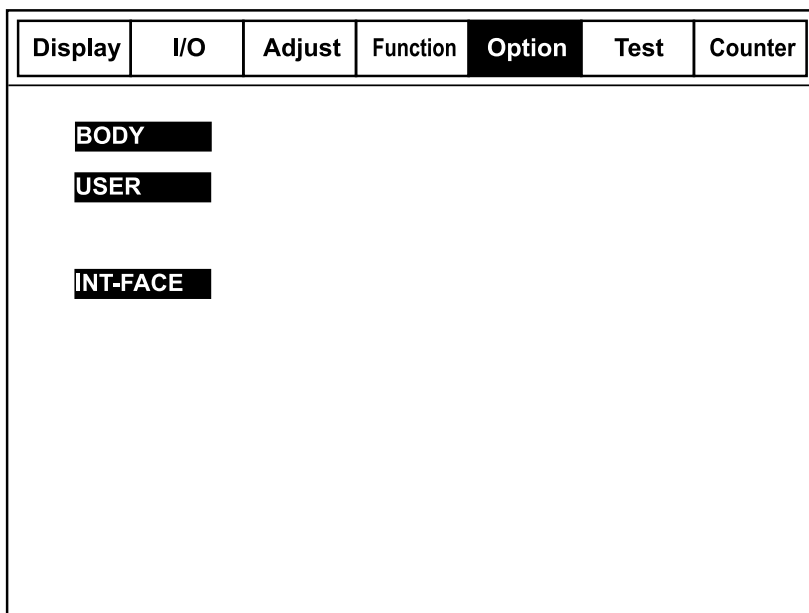 Display I/O Adjust Function Option Test Counter
BODY
USER
INT-FACE